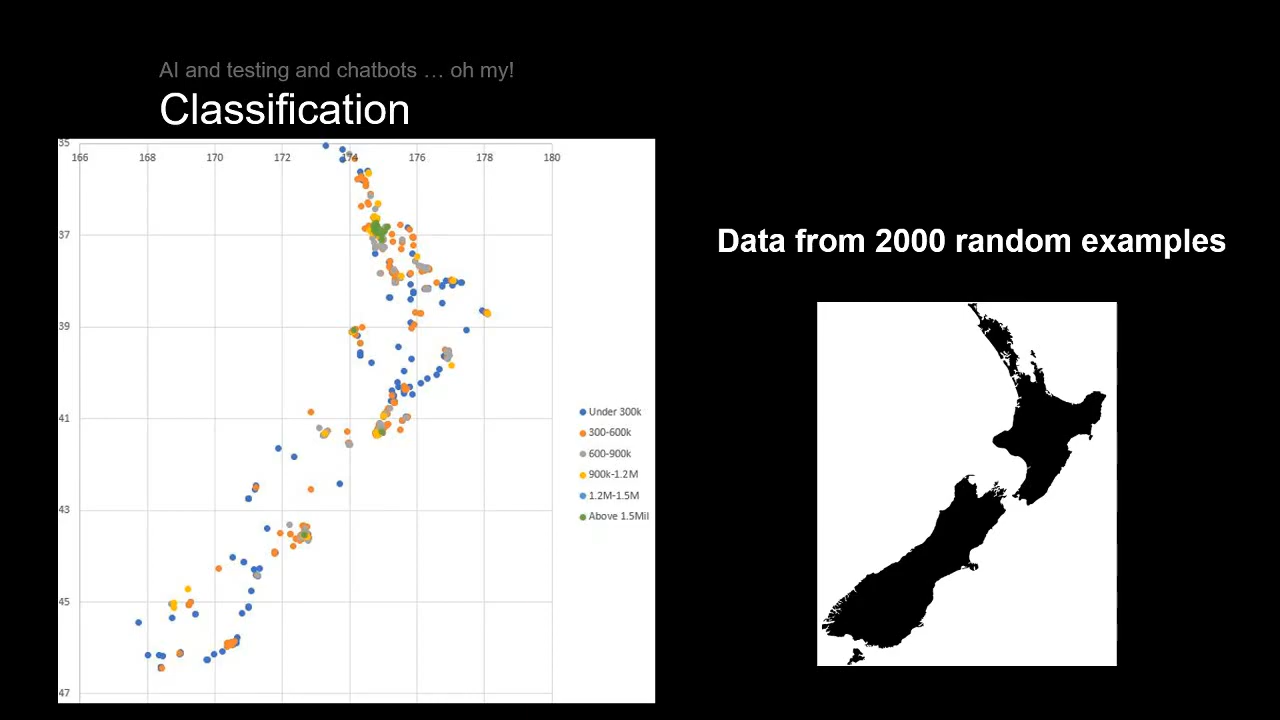 AI and testing and chatbots … oh my!
Classification
35
166 168 170 172 174 176 178 180
37
Data from 2000 random examples
39
41
Under 300k
300-600k
600-900k
900k-1.2M
1.2M-1.5M
Above 1.5Mil
43
45
47